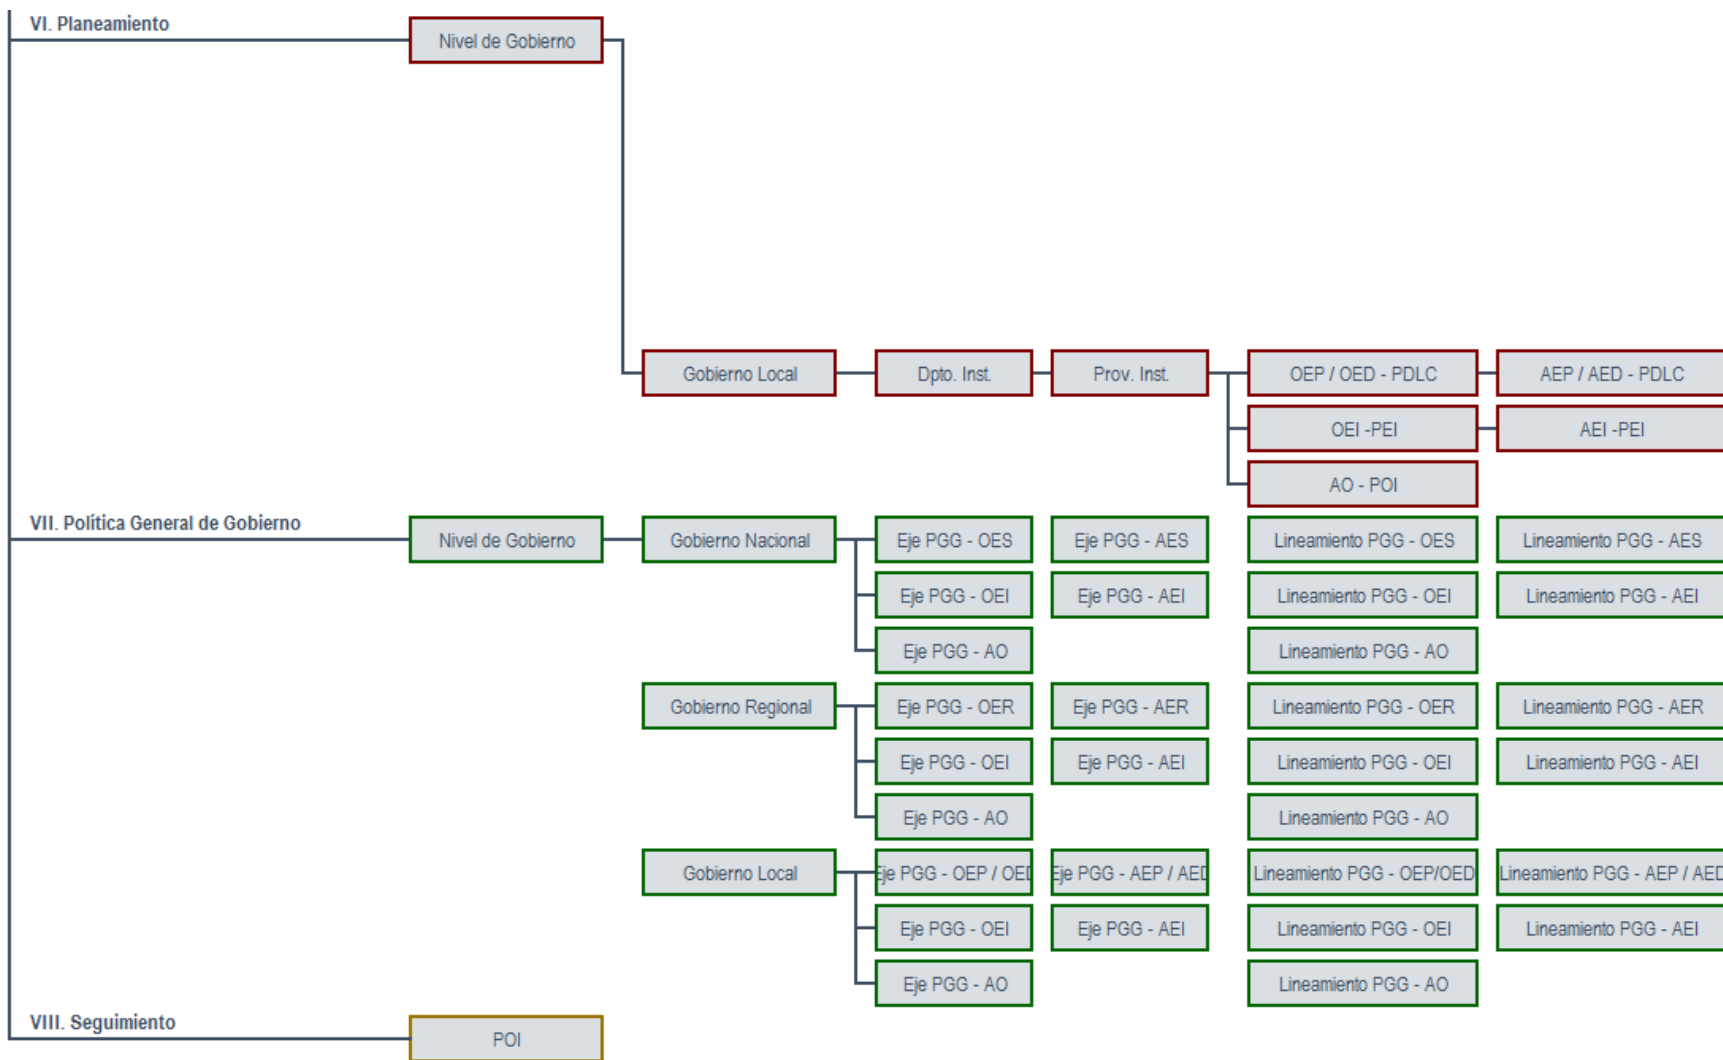 VI. Planeamiento
Nivel de Gobierno
Gobierno Local
Dpto. Inst.
Prov. Inst.
OEP / OED - PDLC
AEP / AED - PDLC
OEI -PEI
AEI -PEI
AO - POI
VII. Política General de Gobierno
Nivel de Gobierno
Gobierno Nacional
Eje PGG - OES
Eje PGG - AES
Lineamiento PGG - OES
Lineamiento PGG - AES
Eje PGG - OEI
Eje PGG - AEI
Lineamiento PGG - OEI
Lineamiento PGG - AEI
Eje PGG - AO
Lineamiento PGG - AO
Gobierno Regional
Eje PGG - OER
Eje PGG - AER
Lineamiento PGG - OER
Lineamiento PGG - AER
Eje PGG - OEI
Eje PGG - AEI
Lineamiento PGG - OEI
Lineamiento PGG - AEI
Eje PGG - AO
Lineamiento PGG - AO
Gobierno Local
Eje PGG - OEP / OED
Eje PGG - AEP / AED
Lineamiento PGG - OEP/OED
Lineamiento PGG - AEP / AED
Eje PGG - OEI
Eje PGG - AEI
Lineamiento PGG - OEI
Lineamiento PGG - AEI
Eje PGG - AO
Lineamiento PGG - AO
VIII. Seguimiento
POI